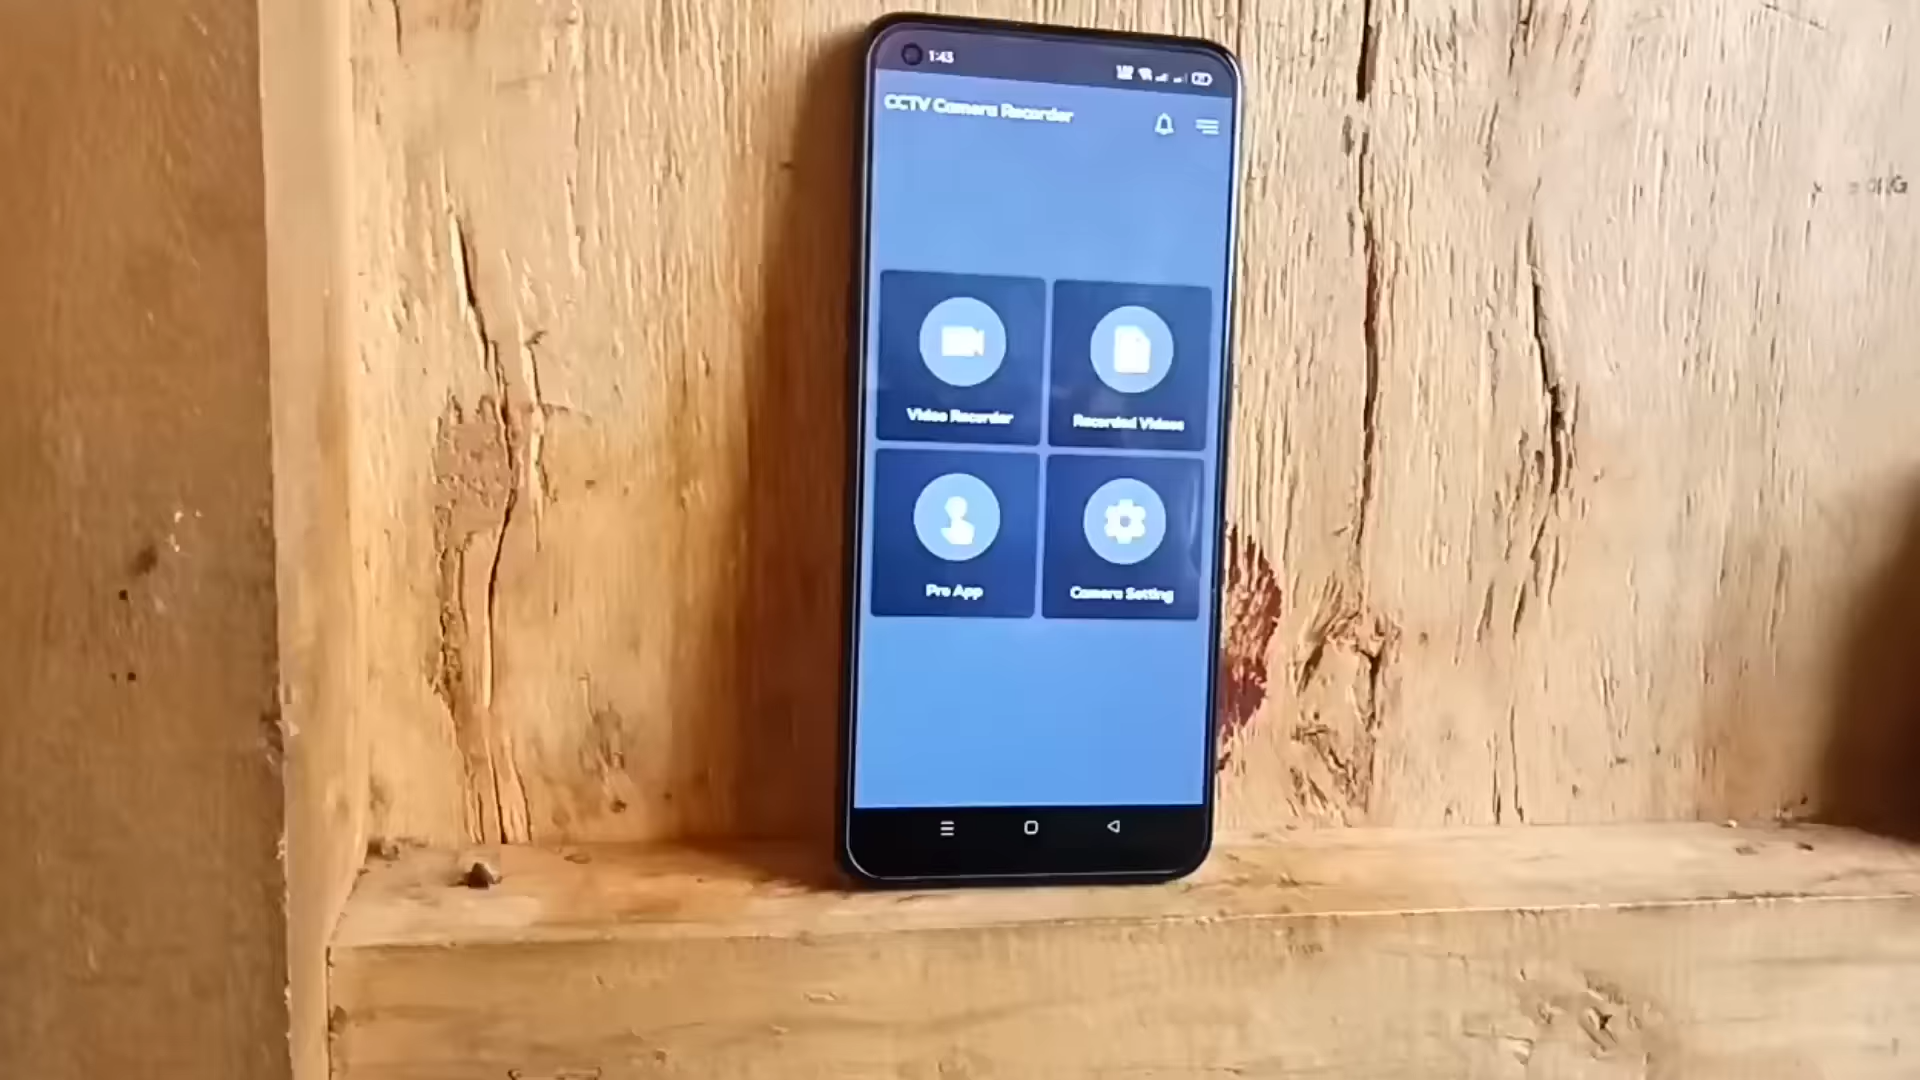 1:43
CCTV Camera Recorder
Video Recorder
Recorded Videos
Pro App
Camera Setting